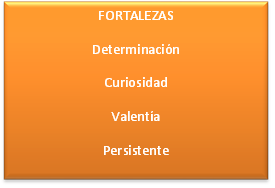 FORTALEZAS
Determinación
Curiosidad
Valentía
Persistente